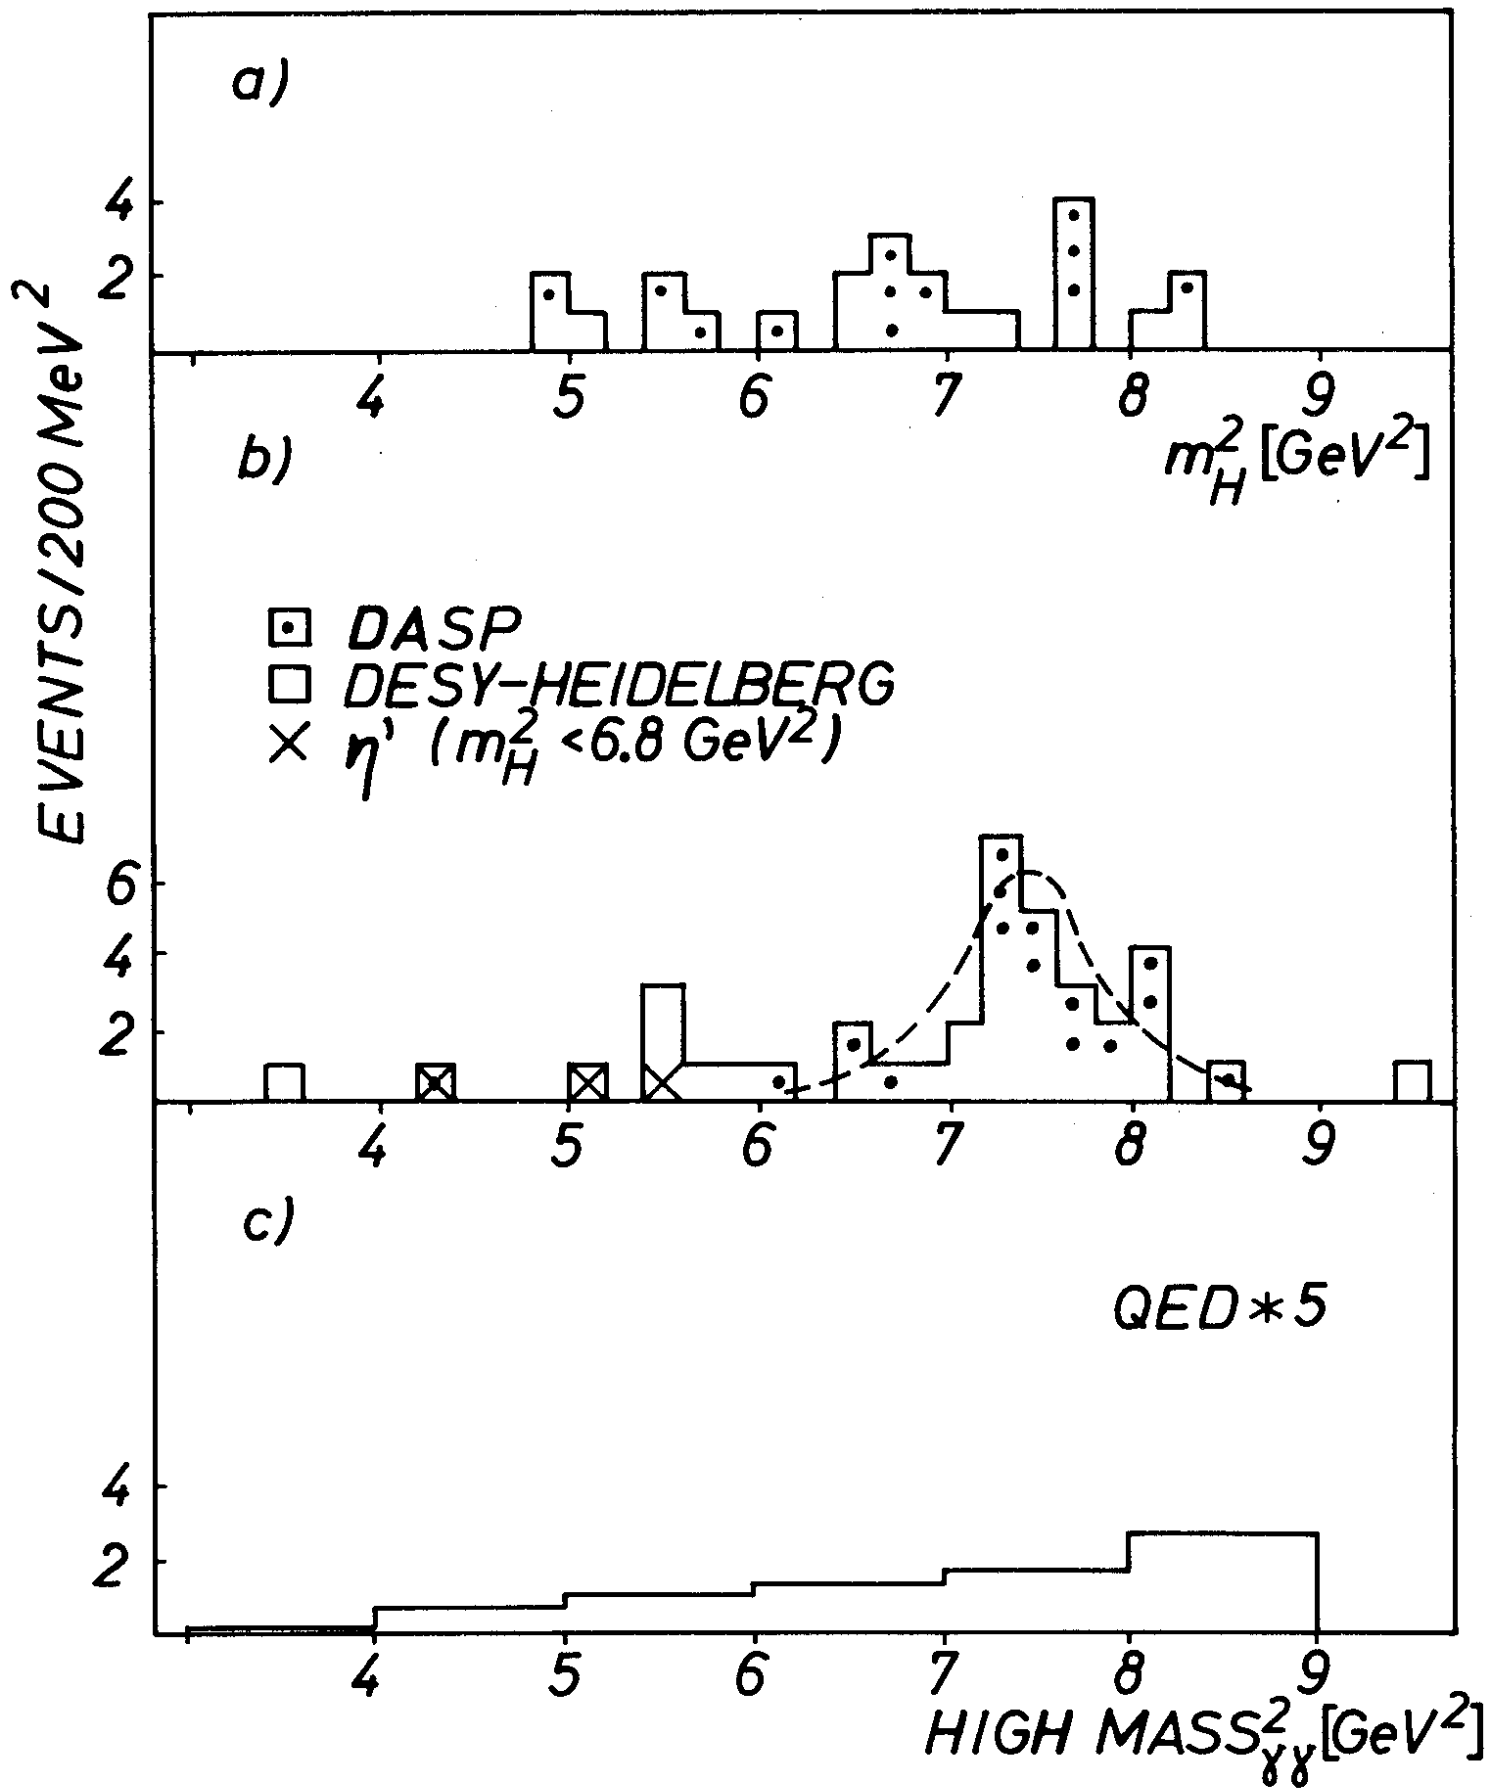 EVENTS/200 MeV²
a)
4
2
4 5 6 7 8 9
m²_H [GeV²]
b)
DASP
DESY-HEIDELBERG
η' (m²_H <6.8 GeV²)
6
4
2
4 5 6 7 8 9
c)
QED*5
4
2
4 5 6 7 8 9
HIGH MASS²_γγ [GeV²]